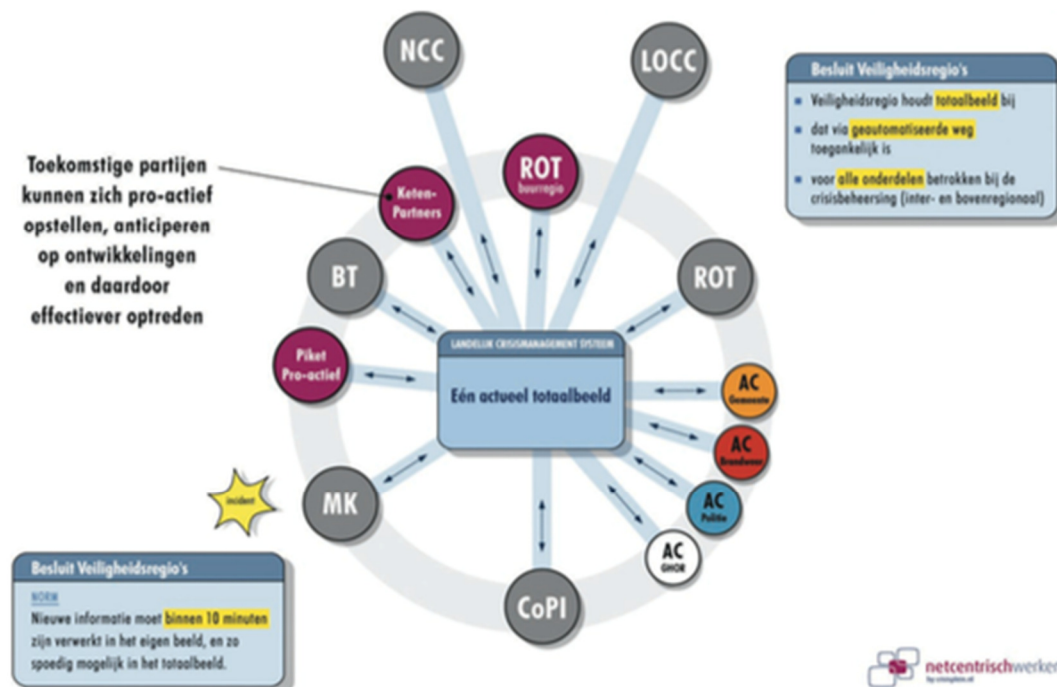 NCC
LOCC
Besluit Veiligheidsregio's
Veiligheidsregio houdt totaalbeeld bij
dat via geautomatiseerde weg
toegankelijk is
voor alle onderdelen betrokken bij de
crisisbeheersing (inter- en bovenregionaal)
Toekomstige partijen
kunnen zich pro-actief
opstellen, anticiperen
op ontwikkelingen
en daardoor
effectiever optreden
Keten-
Partners
ROT
buurregio
BT
ROT
Piket
Pro-actief
LANDELIJK CRISISMANAGEMENT SYSTEEM
Eén actueel totaalbeeld
AC
Gemeente
AC
Brandweer
AC
Politie
AC
GHOR
incident
MK
CoPI
Besluit Veiligheidsregio's
NORM
Nieuwe informatie moet binnen 10 minuten
zijn verwerkt in het eigen beeld, en zo
spoedig mogelijk in het totaalbeeld.
netcentrischwerken